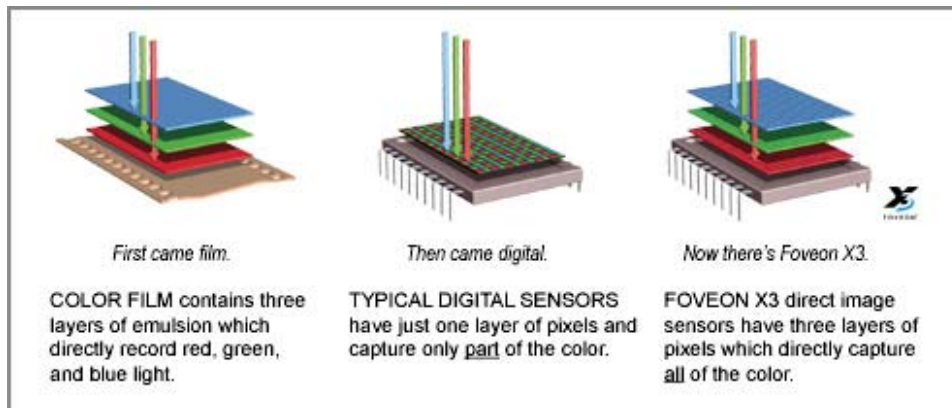 First came film.
COLOR FILM contains three
layers of emulsion which
directly record red, green,
and blue light.
Then came digital.
TYPICAL DIGITAL SENSORS
have just one layer of pixels and
capture only part of the color.
X3
FOVEON
Now there's Foveon X3.
FOVEON X3 direct image
sensors have three layers of
pixels which directly capture
all of the color.